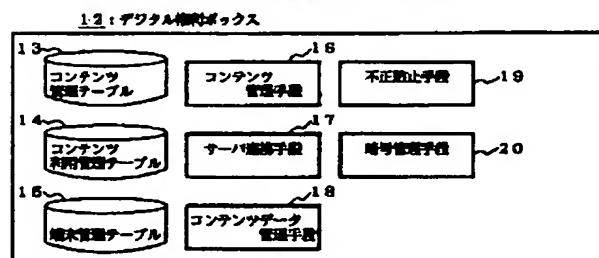 12：デジタル権利ボックス
13
コンテンツ
管理テーブル
16
コンテンツ
管理手段
不正防止手段
19
14
コンテンツ
利用管理テーブル
17
サーバ連携手段
暗号管理手段
20
15
端末管理テーブル
18
コンテンツデータ
管理手段